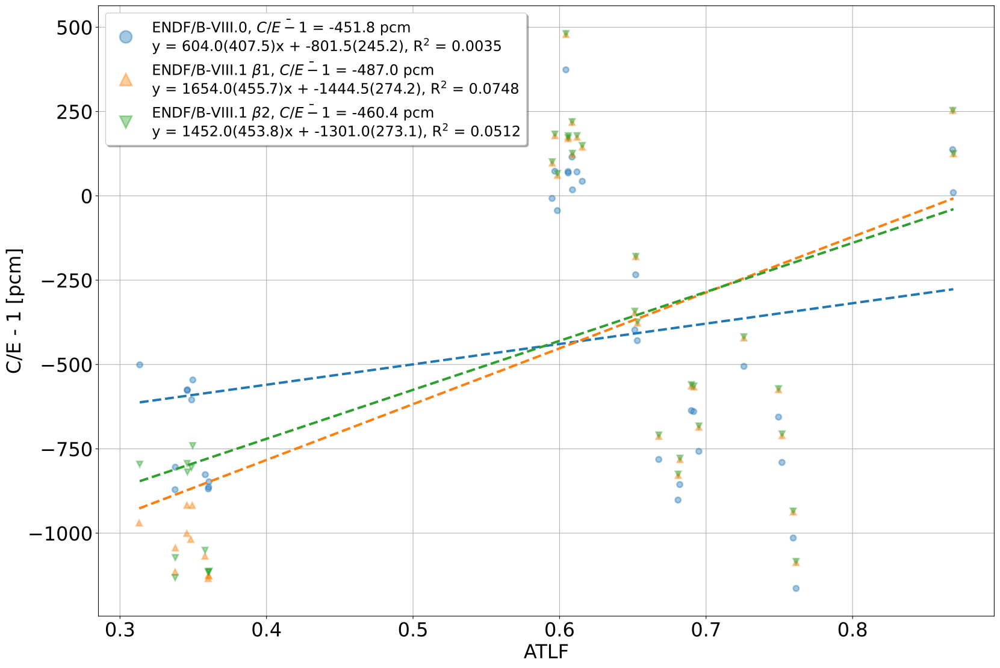 ENDF/B-VIII.0, C/E − 1 = -451.8 pcm
y = 604.0(407.5)x + -801.5(245.2), R² = 0.0035
ENDF/B-VIII.1 β1, C/E − 1 = -487.0 pcm
y = 1654.0(455.7)x + -1444.5(274.2), R² = 0.0748
ENDF/B-VIII.1 β2, C/E − 1 = -460.4 pcm
y = 1452.0(453.8)x + -1301.0(273.1), R² = 0.0512
500
250
0
−250
−500
−750
−1000
C/E - 1 [pcm]
0.3 0.4 0.5 0.6 0.7 0.8
ATLF